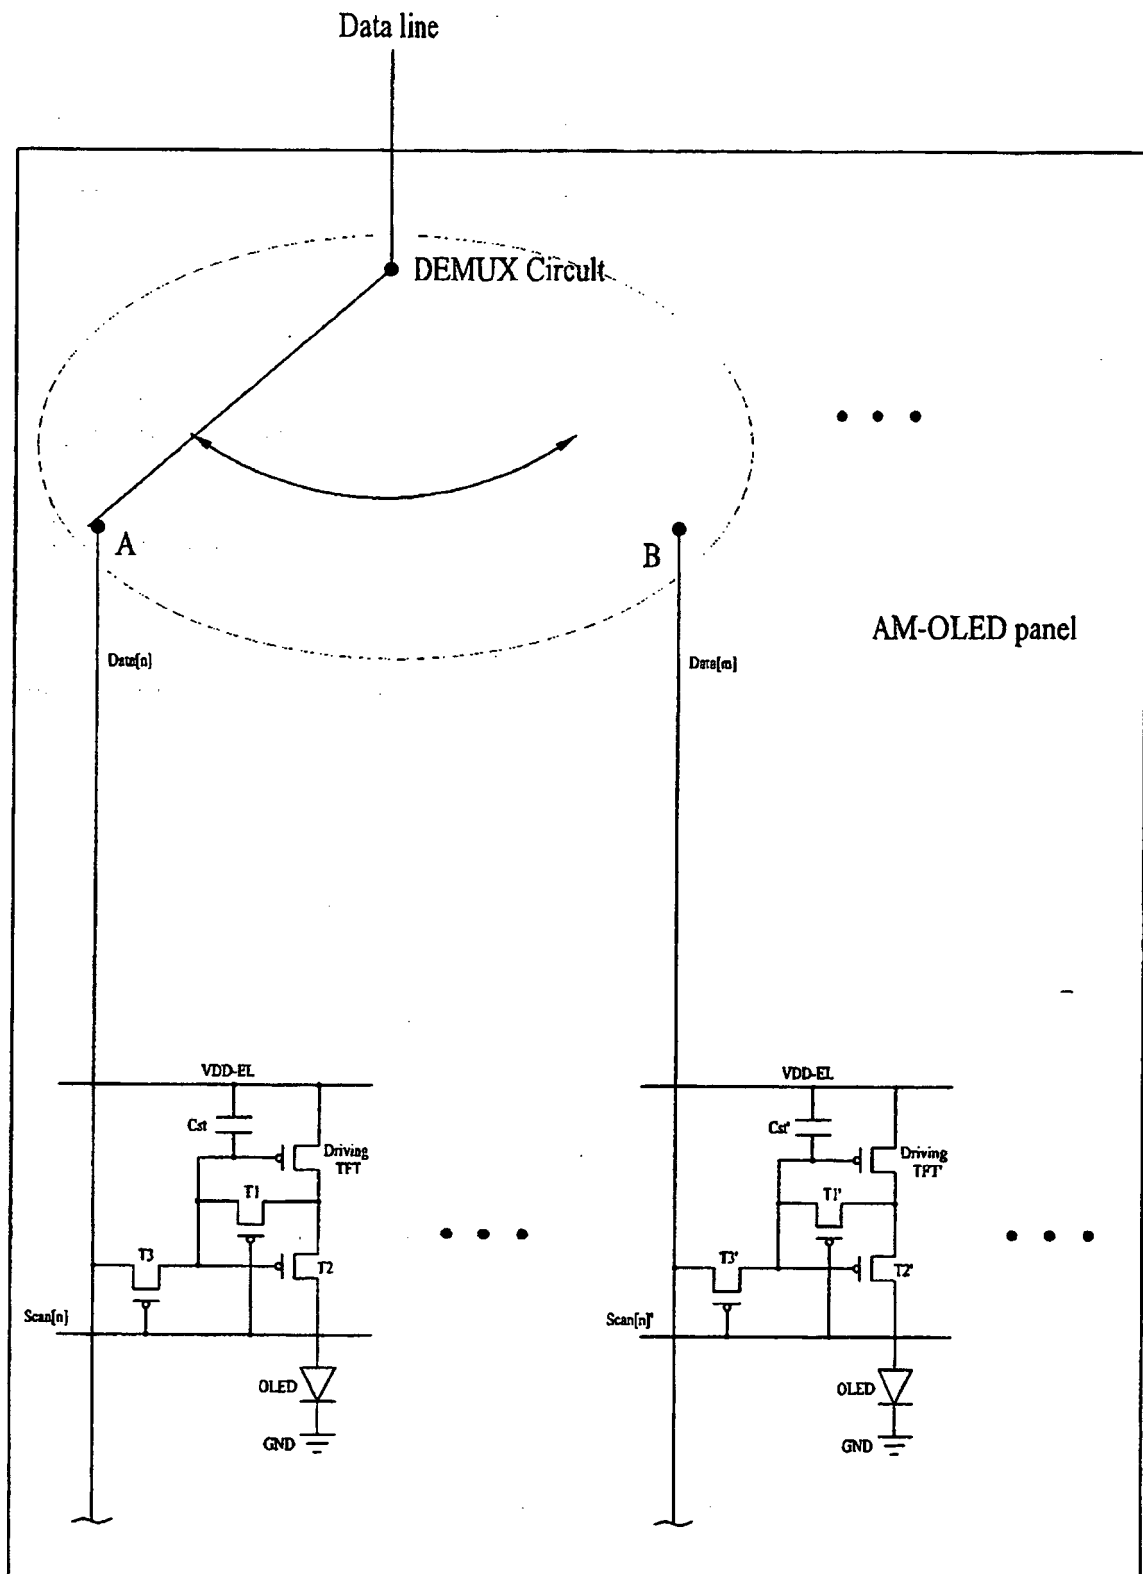 Data line
DEMUX Circult
A
B
AM-OLED panel
Data[n]
Data[m]
VDD-EL
VDD-EL
Cst
Cst'
Driving
TFT
Driving
TFT'
T1
T1'
T3
T3'
T2
T2'
Scan[n]
Scan[n]'
OLED
OLED
GND
GND